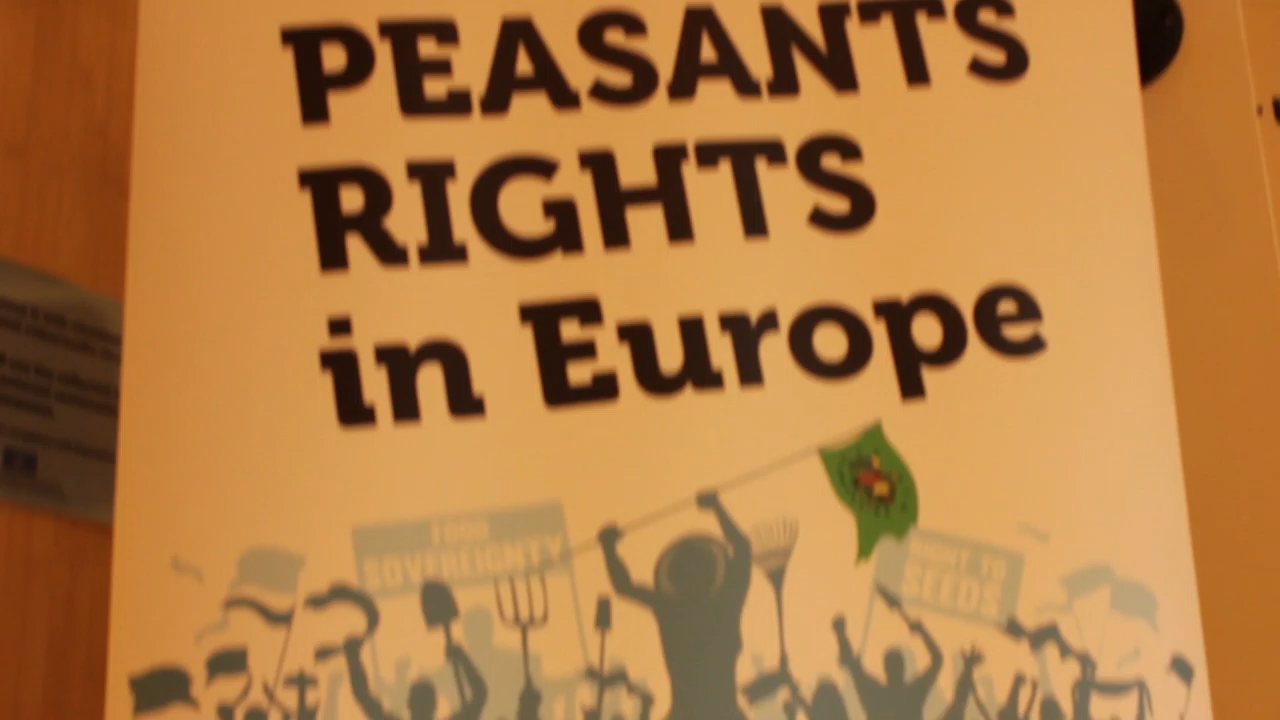 PEASANTS
RIGHTS
in Europe
FOOD
SOVEREIGNTY
RIGHT TO
SEEDS